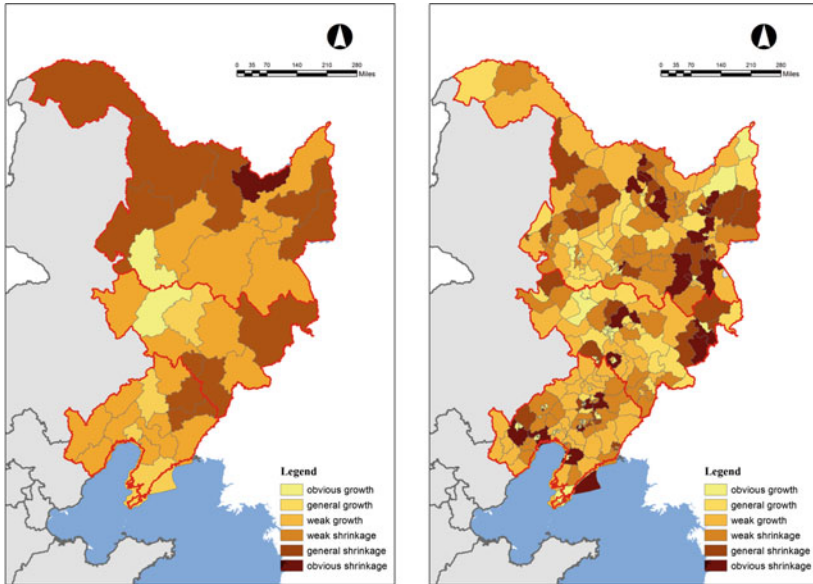 0 35 70 140 210 280
Miles
Legend
obvious growth
general growth
weak growth
weak shrinkage
general shrinkage
obvious shrinkage
0 35 70 140 210 280
Miles
Legend
obvious growth
general growth
weak growth
weak shrinkage
general shrinkage
obvious shrinkage